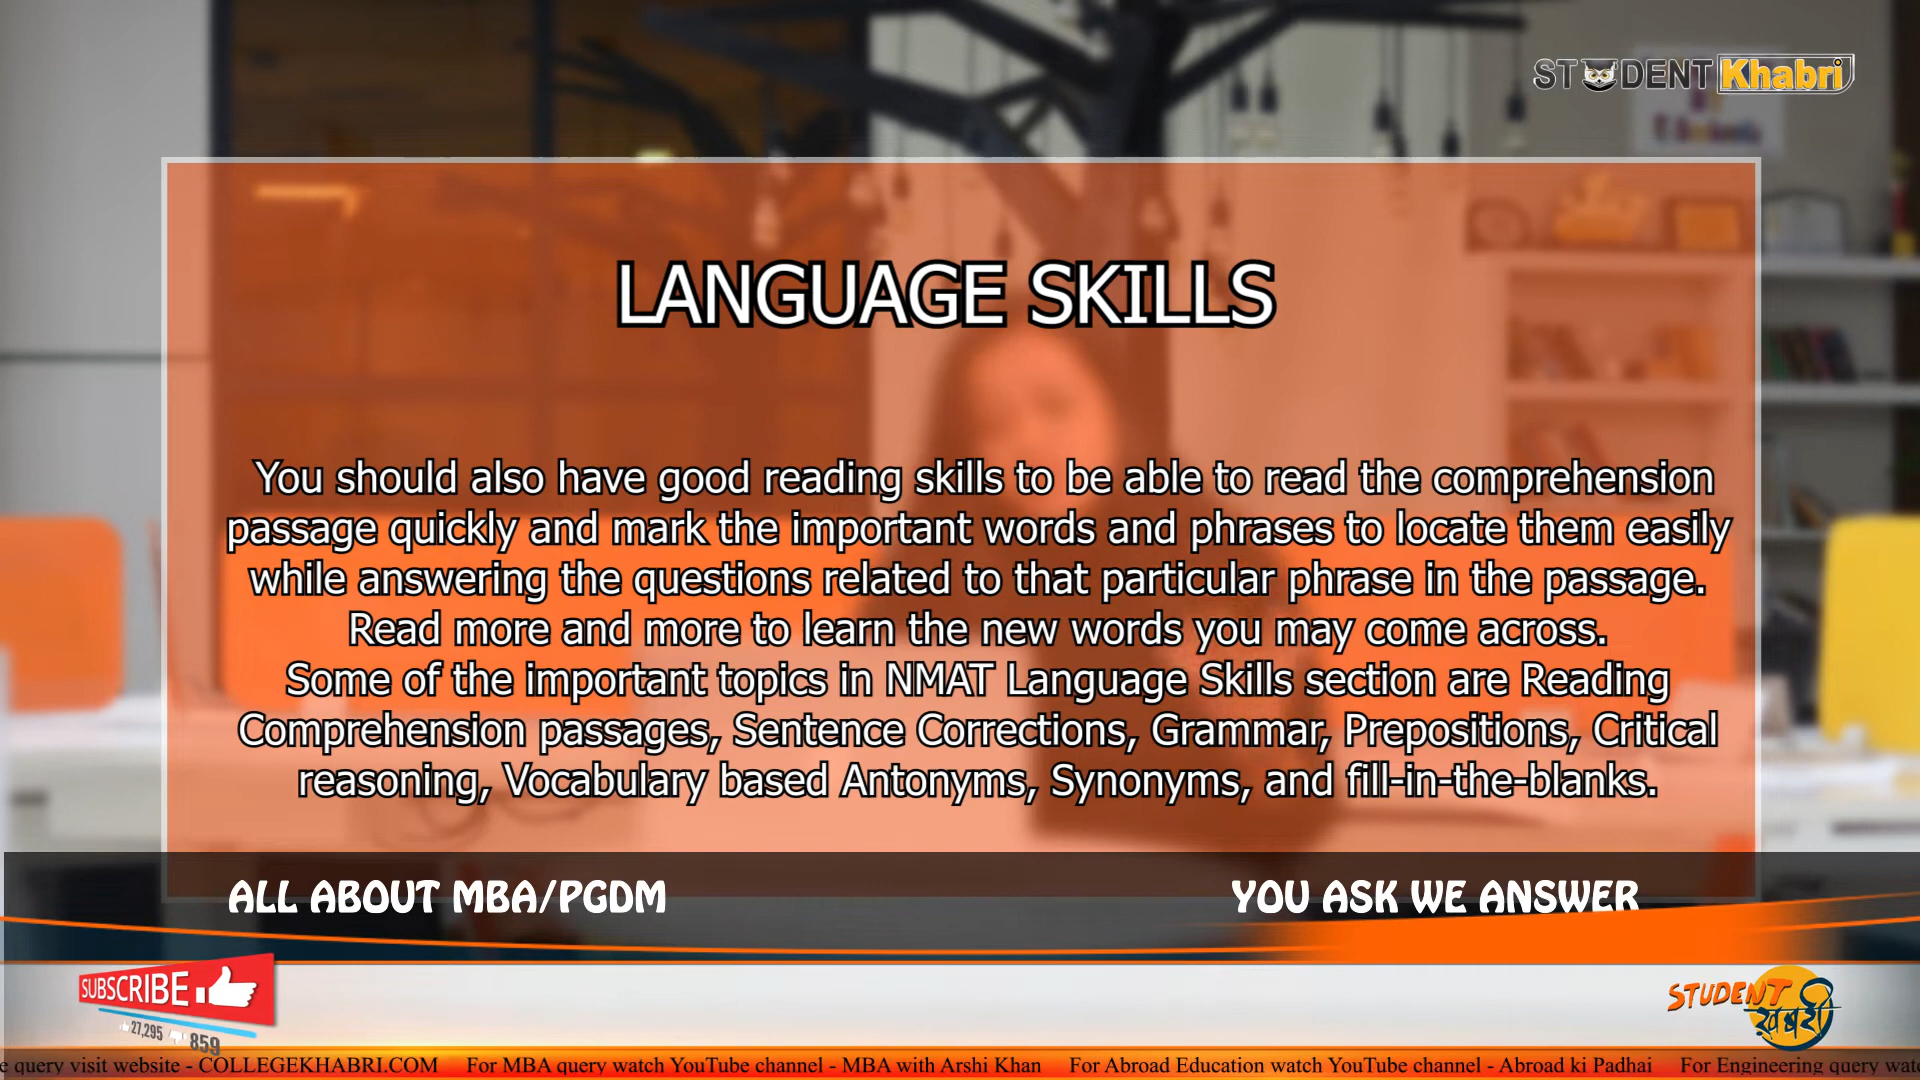 STUDENT Khabri
LANGUAGE SKILLS
You should also have good reading skills to be able to read the comprehension
passage quickly and mark the important words and phrases to locate them easily
while answering the questions related to that particular phrase in the passage.
Read more and more to learn the new words you may come across.
Some of the important topics in NMAT Language Skills section are Reading
Comprehension passages, Sentence Corrections, Grammar, Prepositions, Critical
reasoning, Vocabulary based Antonyms, Synonyms, and fill-in-the-blanks.
ALL ABOUT MBA/PGDM
YOU ASK WE ANSWER
SUBSCRIBE
27,295
859
STUDENT
ख़बरी
e query visit website - COLLEGEKHABRI.COM For MBA query watch YouTube channel - MBA with Arshi Khan For Abroad Education watch YouTube channel - Abroad ki Padhai For Engineering query wat